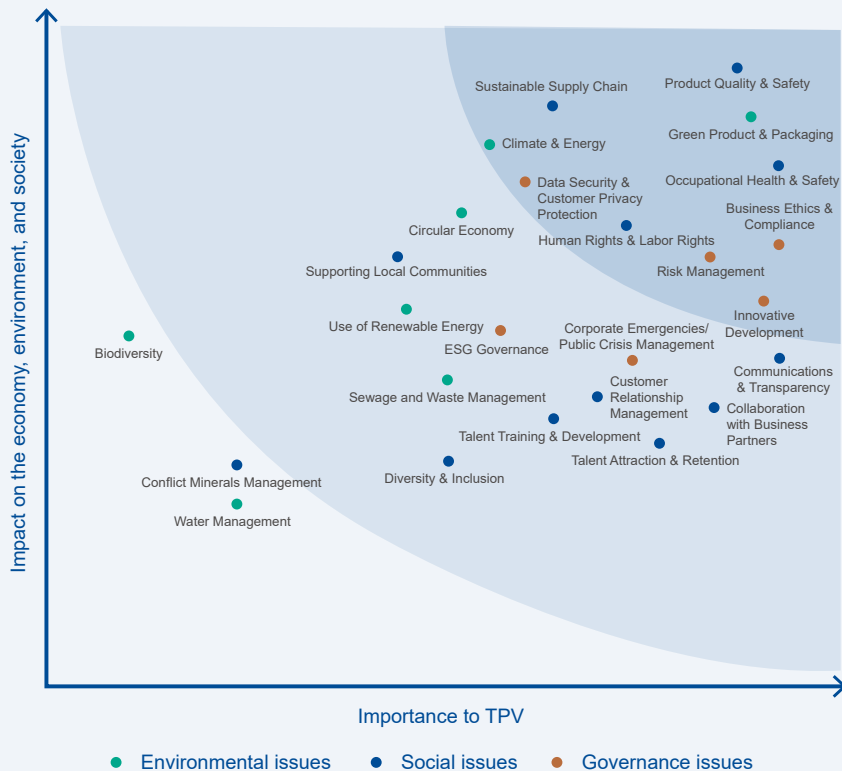 Impact on the economy, environment, and society
Product Quality & Safety
Sustainable Supply Chain
Green Product & Packaging
Climate & Energy
Occupational Health & Safety
Data Security &
Customer Privacy
Protection
Business Ethics &
Compliance
Circular Economy
Human Rights & Labor Rights
Supporting Local Communities
Risk Management
Innovative
Development
Use of Renewable Energy
Corporate Emergencies/
Public Crisis Management
ESG Governance
Biodiversity
Communications
& Transparency
Customer
Relationship
Management
Sewage and Waste Management
Collaboration
with Business
Partners
Talent Training & Development
Talent Attraction & Retention
Diversity & Inclusion
Conflict Minerals Management
Water Management
Importance to TPV
Environmental issues
Social issues
Governance issues